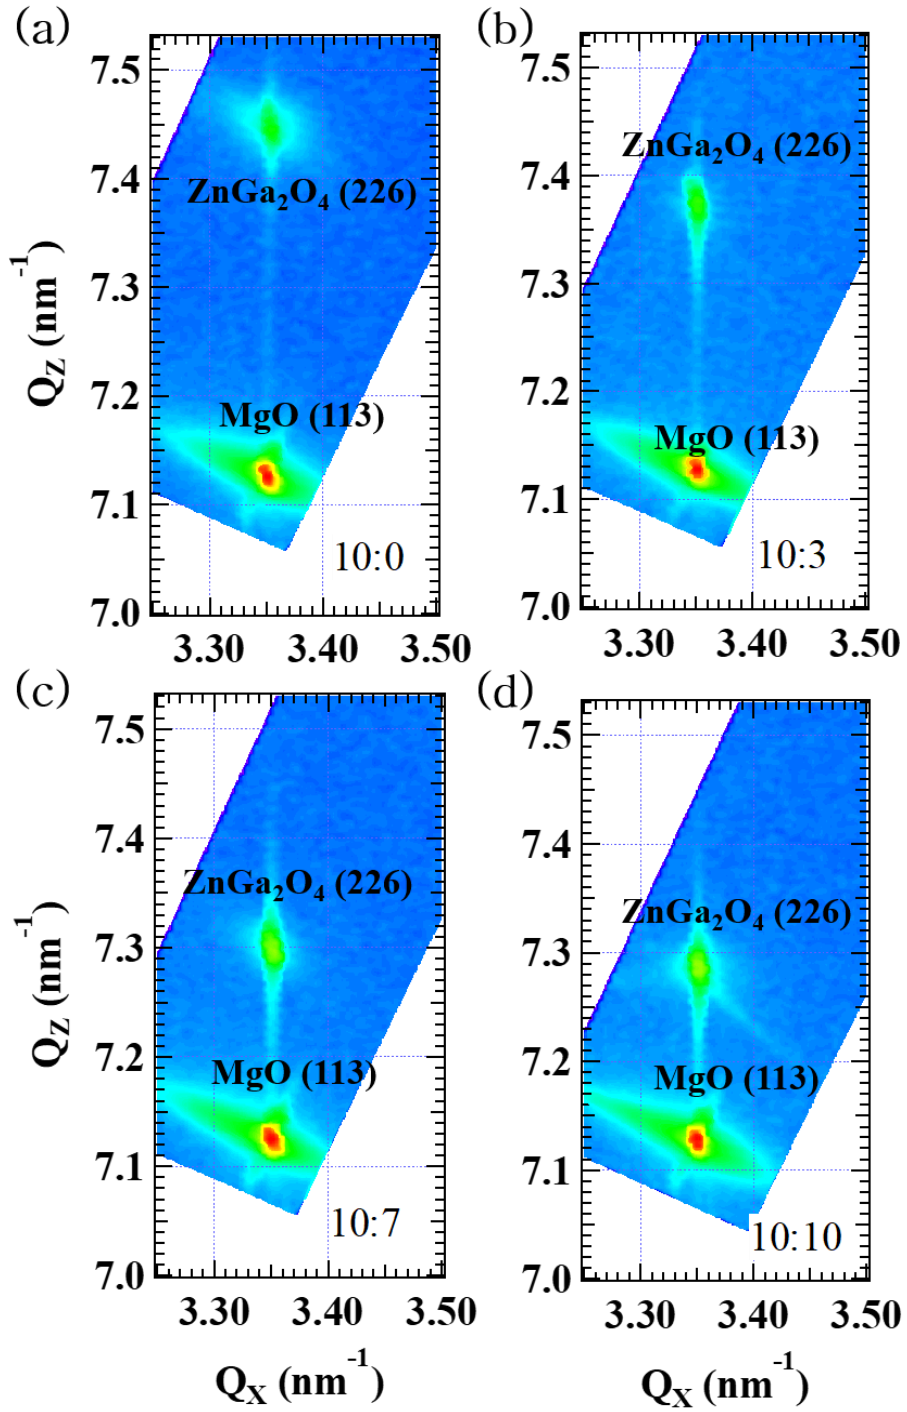 (a)
7.5
7.4
7.3
7.2
7.1
7.0
Q_Z (nm⁻¹)
ZnGa₂O₄ (226)
MgO (113)
10:0
3.30 3.40 3.50
(b)
7.5
7.4
7.3
7.2
7.1
7.0
ZnGa₂O₄ (226)
MgO (113)
10:3
3.30 3.40 3.50
(c)
7.5
7.4
7.3
7.2
7.1
7.0
Q_Z (nm⁻¹)
ZnGa₂O₄ (226)
MgO (113)
10:7
3.30 3.40 3.50
Q_X (nm⁻¹)
(d)
7.5
7.4
7.3
7.2
7.1
7.0
ZnGa₂O₄ (226)
MgO (113)
10:10
3.30 3.40 3.50
Q_X (nm⁻¹)